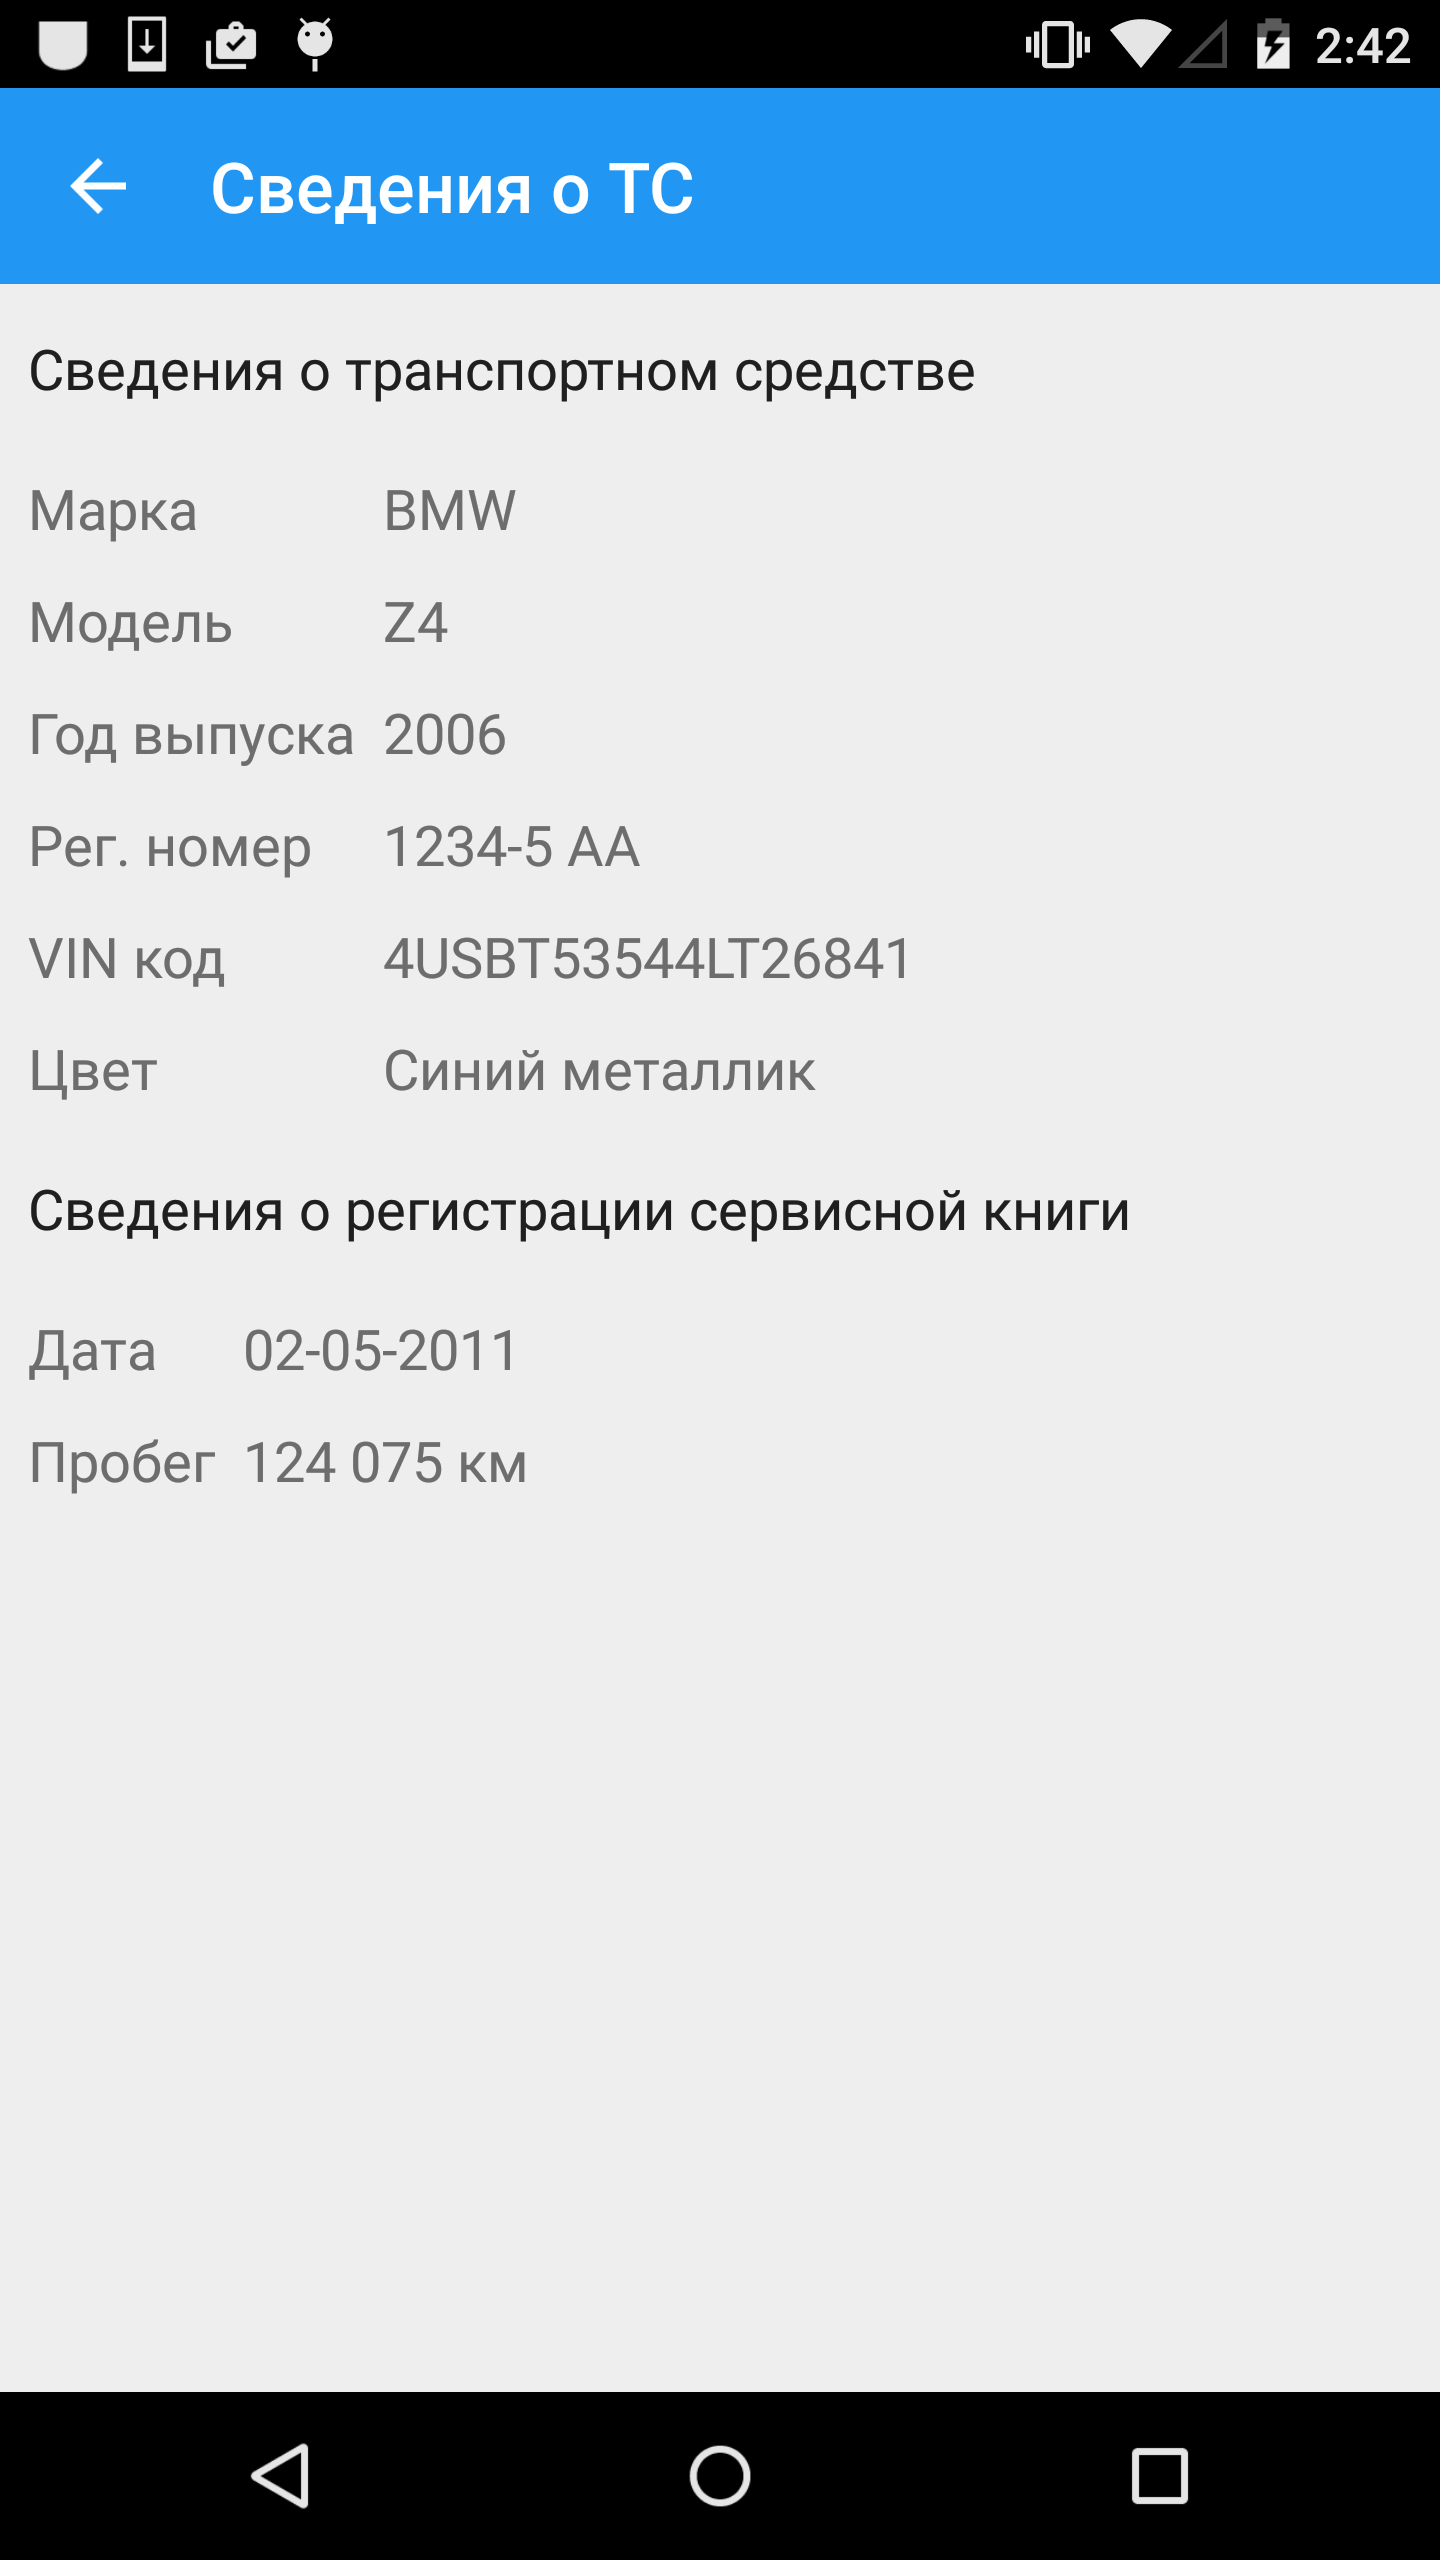 2:42
Сведения о ТС
Сведения о транспортном средстве
Марка BMW
Модель Z4
Год выпуска 2006
Рег. номер 1234-5 AA
VIN код 4USBT53544LT26841
Цвет Синий металлик
Сведения о регистрации сервисной книги
Дата 02-05-2011
Пробег 124 075 км